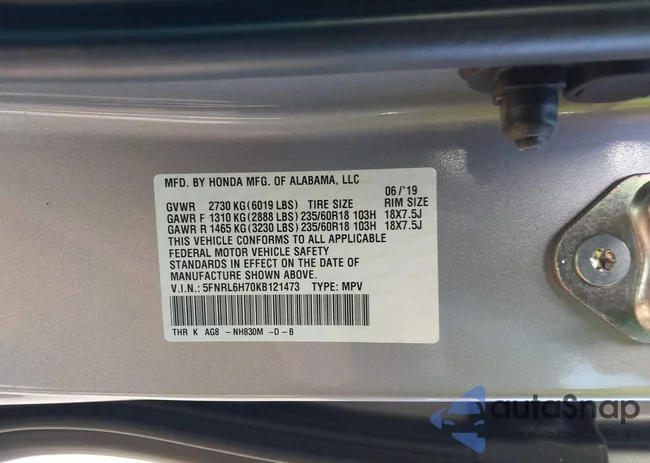 MFD. BY HONDA MFG. OF ALABAMA, LLC 06/'19
GVWR 2730 KG(6019 LBS) TIRE SIZE RIM SIZE
GAWR F 1310 KG(2888 LBS) 235/60R18 103H 18X7.5J
GAWR R 1465 KG(3230 LBS) 235/60R18 103H 18X7.5J
THIS VEHICLE CONFORMS TO ALL APPLICABLE
FEDERAL MOTOR VEHICLE SAFETY
STANDARDS IN EFFECT ON THE DATE OF
MANUFACTURE SHOWN ABOVE.
V.I.N.: 5FNRL6H70KB121473 TYPE: MPV
THR K AG8 -NH830M -D-B
autoSnap